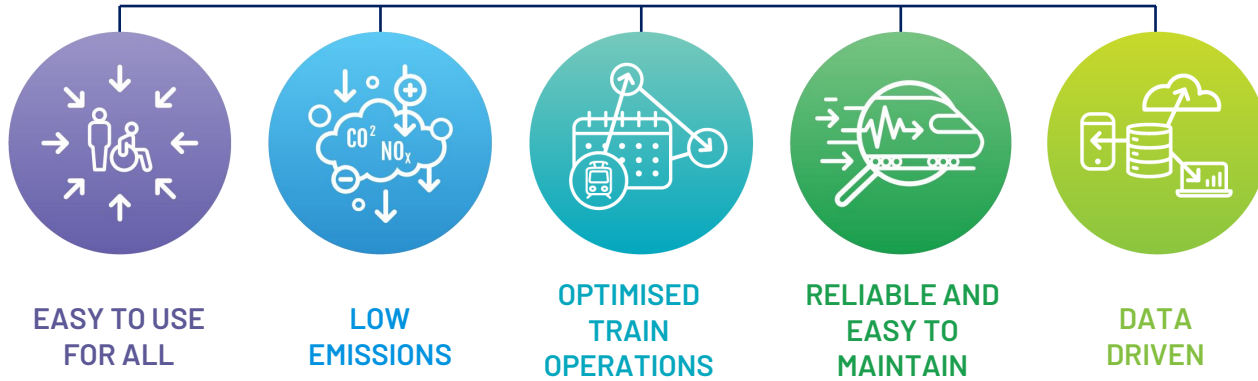 CO²
NOₓ
EASY TO USE
FOR ALL
LOW
EMISSIONS
OPTIMISED
TRAIN
OPERATIONS
RELIABLE AND
EASY TO
MAINTAIN
DATA
DRIVEN